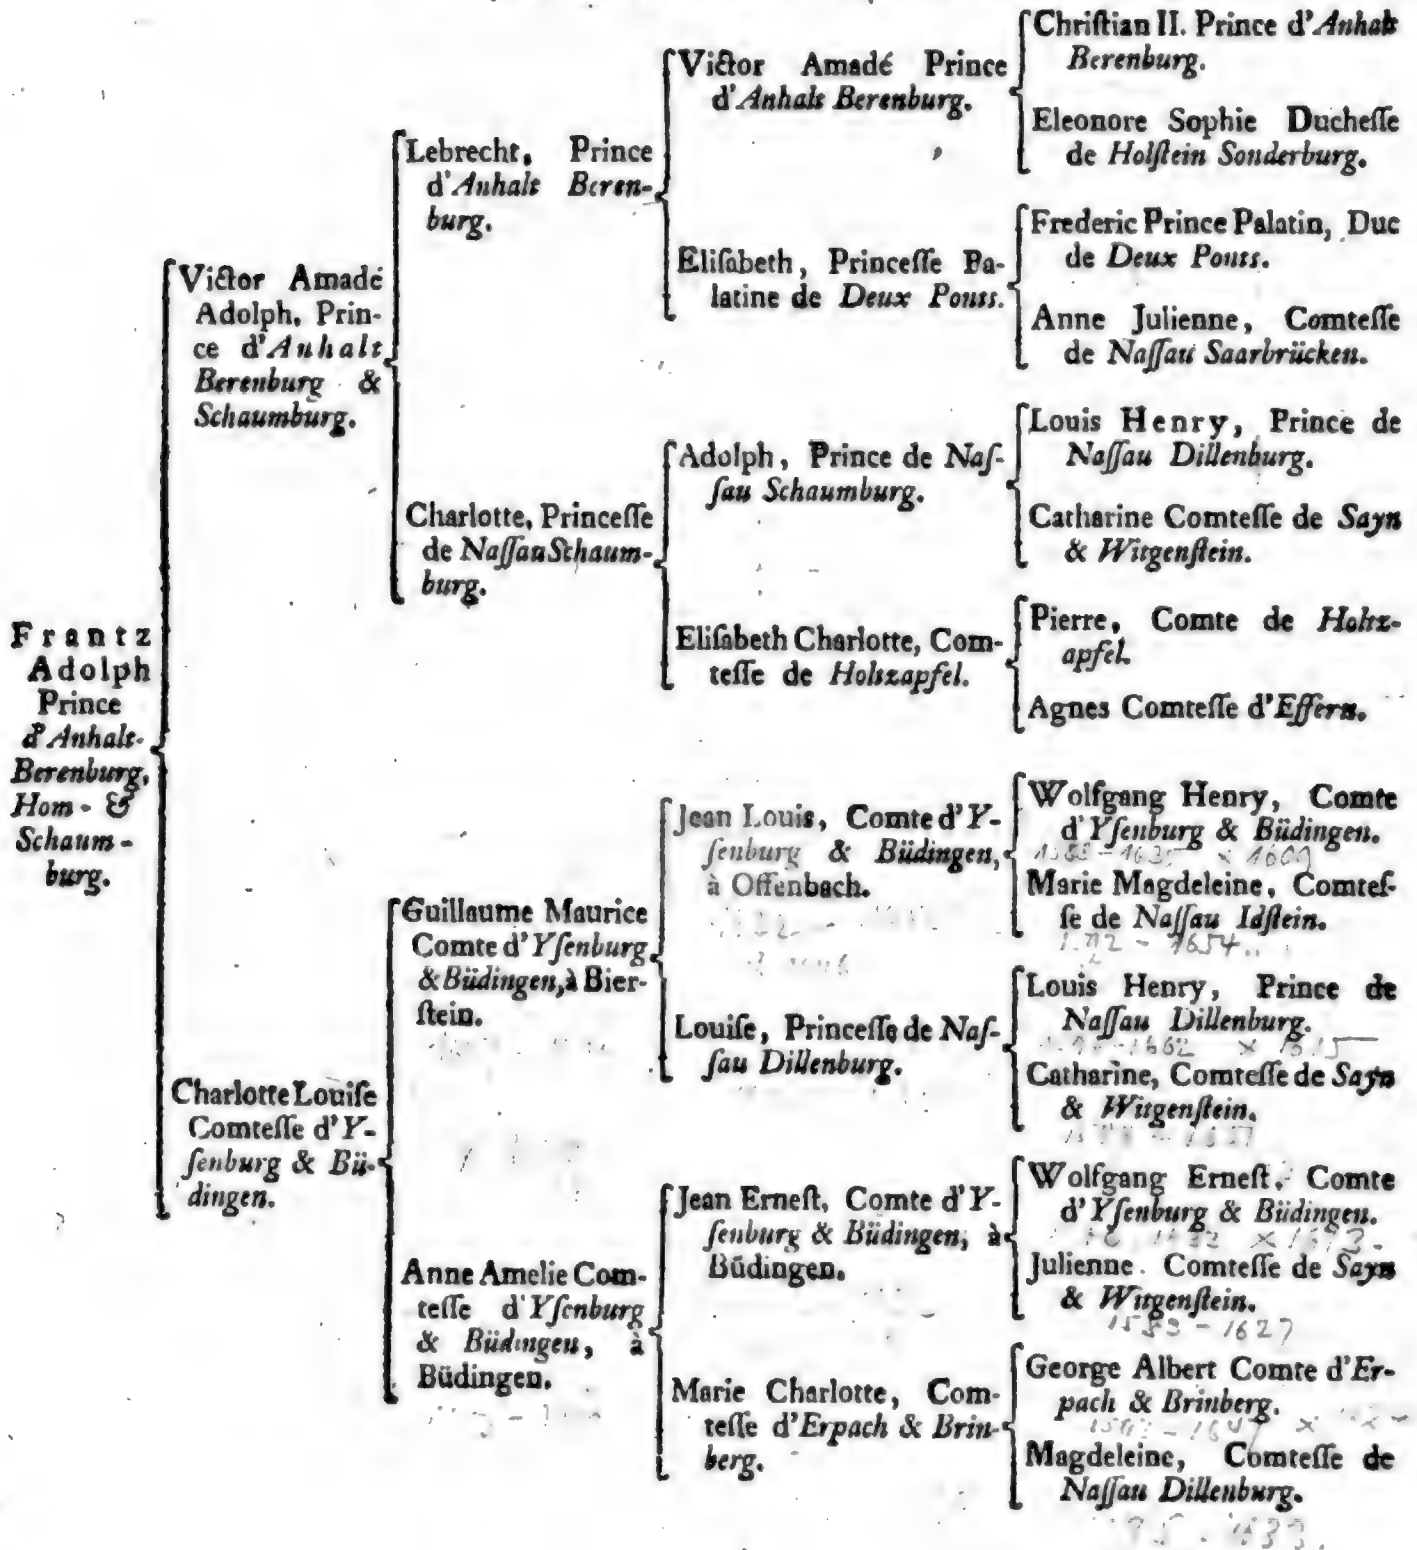 Frantz
Adolph
Prince
d'Anhalt-
Berenburg,
Hom- &
Schaum-
burg.
Victor Amadé
Adolph, Prin-
ce d'Anhalt
Berenburg &
Schaumburg.
Charlotte Louiſe
Comteſſe d'Y-
ſenburg & Bü-
dingen.
Lebrecht, Prince
d'Anhalt Beren-
burg.
Charlotte, Princeſſe
de Naſſau Schaum-
burg.
Guillaume Maurice
Comte d'Yſenburg
& Büdingen, à Bier-
ſtein.
Anne Amelie Com-
teſſe d'Yſenburg
& Büdingen, à
Büdingen.
Victor Amadé Prince
d'Anhalt Berenburg.
Eliſabeth, Princeſſe Pa-
latine de Deux Ponts.
Adolph, Prince de Naſ-
ſau Schaumburg.
Eliſabeth Charlotte, Com-
teſſe de Holtzapfel.
Jean Louis, Comte d'Y-
ſenburg & Büdingen,
à Offenbach.
Louiſe, Princeſſe de Naſ-
ſau Dillenburg.
Jean Erneſt, Comte d'Y-
ſenburg & Büdingen, à
Büdingen.
Marie Charlotte, Com-
teſſe d'Erpach & Brin-
berg.
Chriſtian II. Prince d'Anhalt
Berenburg.
Eleonore Sophie Ducheſſe
de Holſtein Sonderburg.
Frederic Prince Palatin, Duc
de Deux Ponts.
Anne Julienne, Comteſſe
de Naſſau Saarbrücken.
Louis Henry, Prince de
Naſſau Dillenburg.
Catharine Comteſſe de Sayn
& Witgenſtein.
Pierre, Comte de Holtz-
apfel.
Agnes Comteſſe d'Effern.
Wolfgang Henry, Comte
d'Yſenburg & Büdingen.
Marie Magdeleine, Comteſ-
ſe de Naſſau Idſtein.
1654
Louis Henry, Prince de
Naſſau Dillenburg.
1662 × 1615
Catharine, Comteſſe de Sayn
& Witgenſtein.
Wolfgang Erneſt, Comte
d'Yſenburg & Büdingen.
Julienne Comteſſe de Sayn
& Witgenſtein.
1627
George Albert Comte d'Er-
pach & Brinberg.
1647
Magdeleine, Comteſſe de
Naſſau Dillenburg.